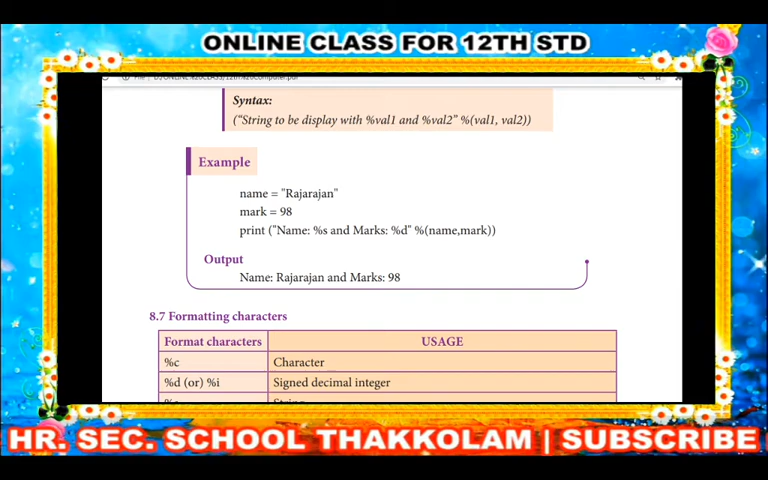 ONLINE CLASS FOR 12TH STD
Syntax:
(“String to be display with %val1 and %val2” %(val1, val2))
Example
name = "Rajarajan"
mark = 98
print ("Name: %s and Marks: %d" %(name,mark))
Output
Name: Rajarajan and Marks: 98
8.7 Formatting characters
Format characters USAGE
%c Character
%d (or) %i Signed decimal integer
HR. SEC. SCHOOL THAKKOLAM | SUBSCRIBE